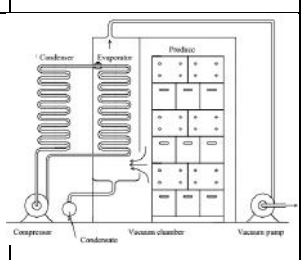 Condenser
Evaporator
Produce
Compressor
Condensate
Vacuum chamber
Vacuum pump